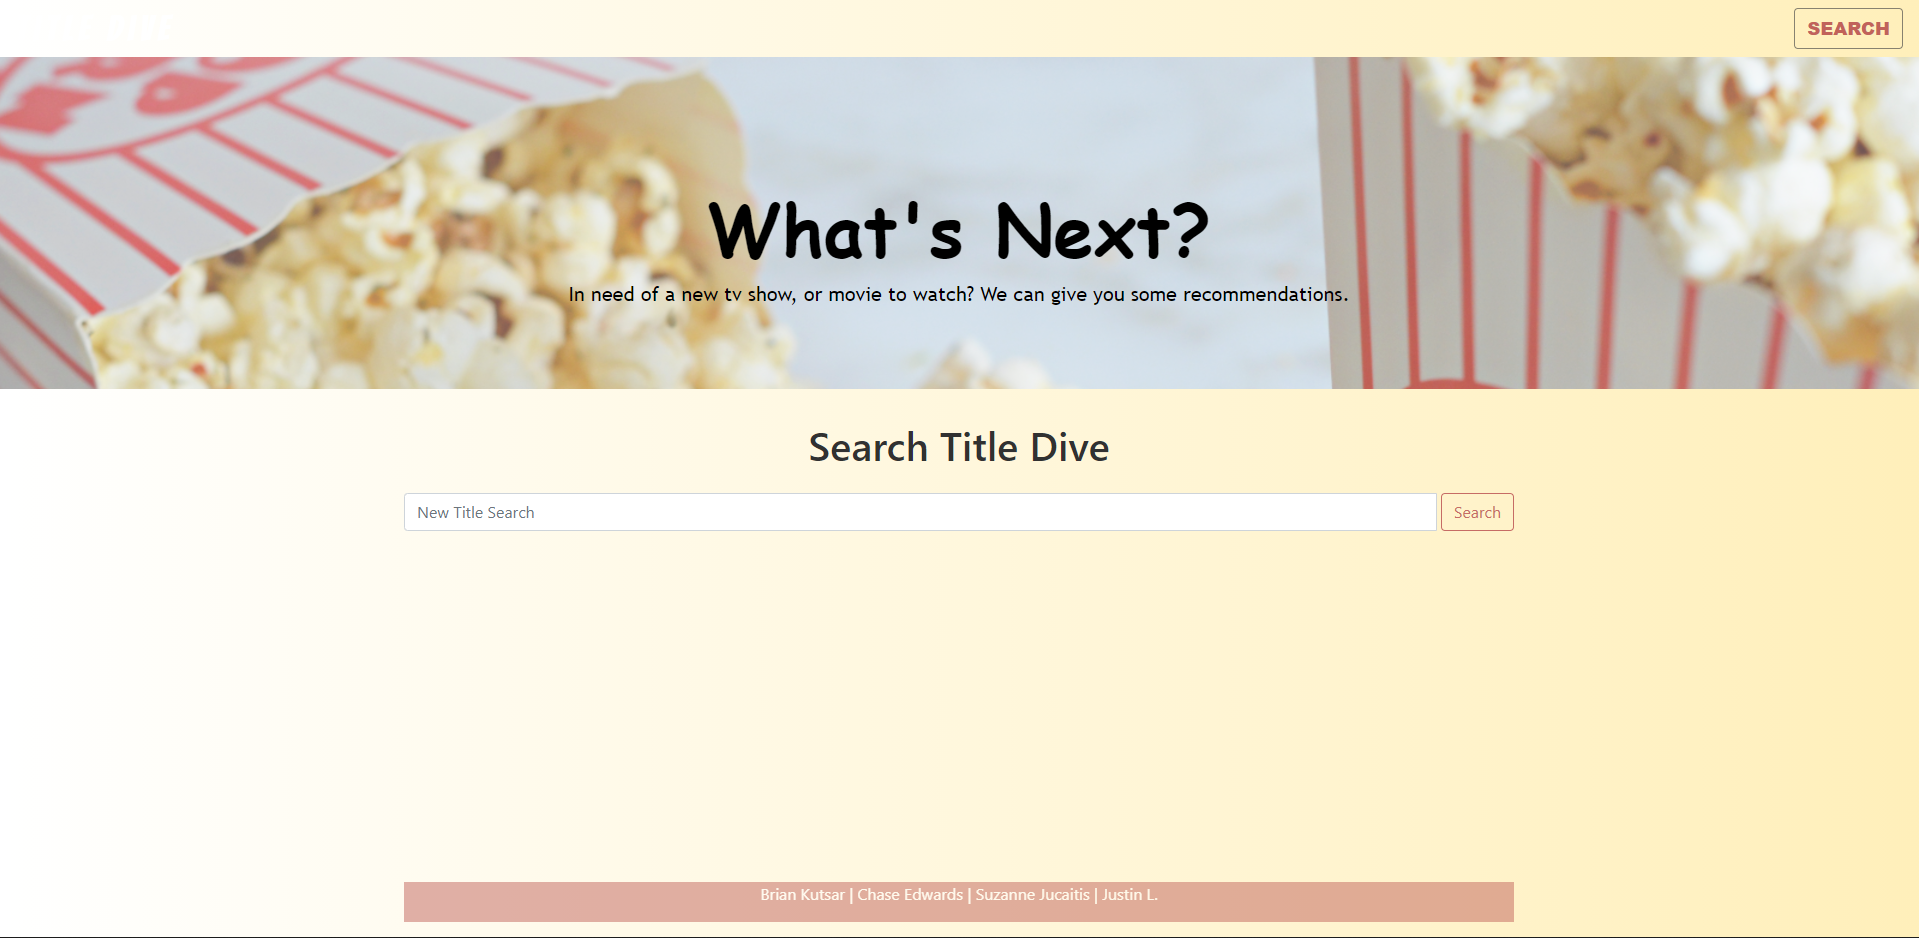 SEARCH
What's Next?
In need of a new tv show, or movie to watch? We can give you some recommendations.
Search Title Dive
New Title Search
Search
Brian Kutsar | Chase Edwards | Suzanne Jucaitis | Justin L.